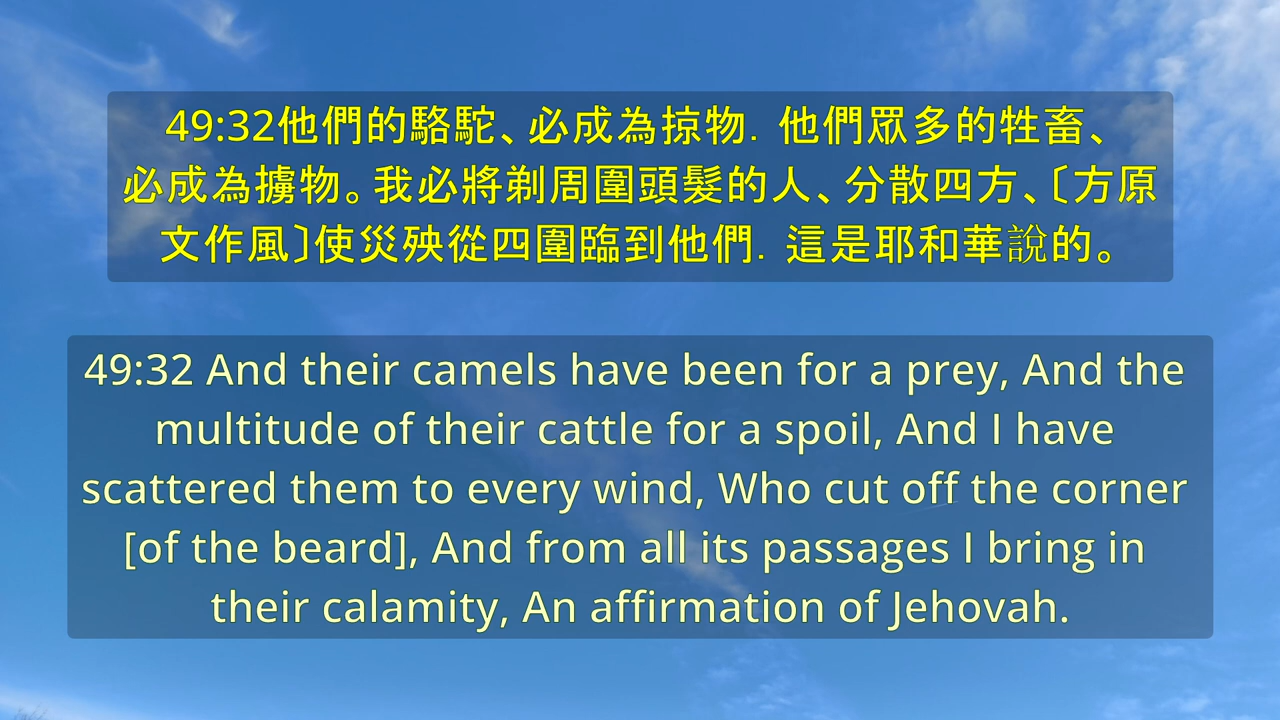 49:32他們的駱駝、必成為掠物．他們眾多的牲畜、
必成為擄物。我必將剃周圍頭髮的人、分散四方、〔方原
文作風〕使災殃從四圍臨到他們．這是耶和華說的。
49:32 And their camels have been for a prey, And the
multitude of their cattle for a spoil, And I have
scattered them to every wind, Who cut off the corner
[of the beard], And from all its passages I bring in
their calamity, An affirmation of Jehovah.